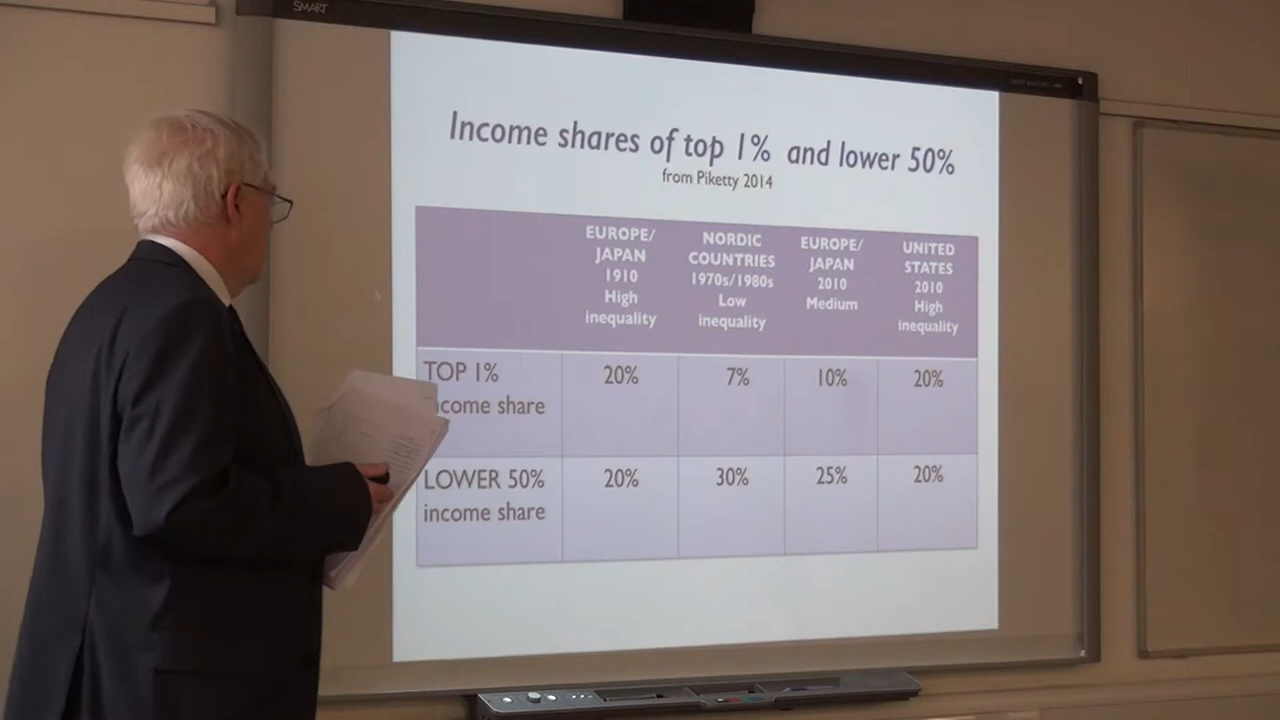 SMART
Income shares of top 1% and lower 50%
from Piketty 2014
EUROPE/
JAPAN
1910
High
inequality
NORDIC
COUNTRIES
1970s/1980s
Low
inequality
EUROPE/
JAPAN
2010
Medium
UNITED
STATES
2010
High
inequality
TOP 1%
come share
20%
7%
10%
20%
LOWER 50%
income share
20%
30%
25%
20%